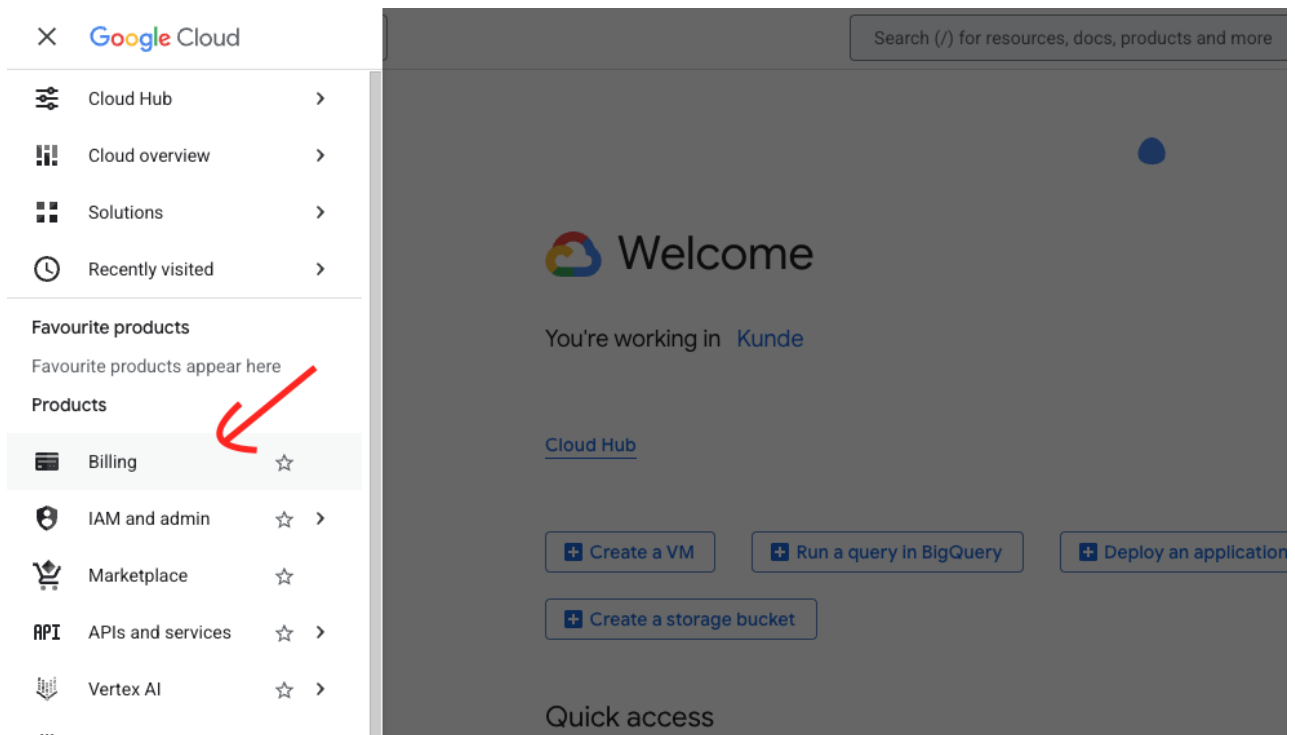 Google Cloud
Search (/) for resources, docs, products and more
Cloud Hub
Cloud overview
Solutions
Recently visited
Favourite products
Favourite products appear here
Products
Billing
IAM and admin
Marketplace
API APIs and services
Vertex AI
Welcome
You're working in Kunde
Cloud Hub
Create a VM
Run a query in BigQuery
Deploy an application
Create a storage bucket
Quick access